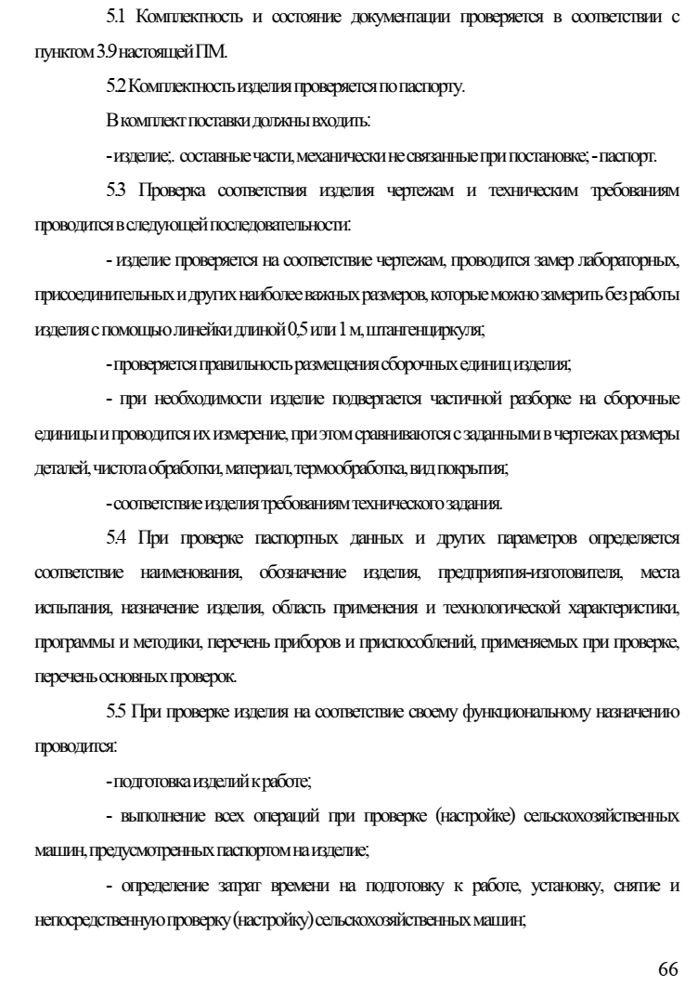 5.1 Комплектность и состояние документации проверяется в соответствии с
пунктом 3.9 настоящей ПМ.
5.2 Комплектность изделия проверяется по паспорту.
В комплект поставки должны входить:
- изделие;. составные части, механически не связанные при постановке; - паспорт.
5.3 Проверка соответствия изделия чертежам и техническим требованиям
проводится в следующей последовательности:
- изделие проверяется на соответствие чертежам, проводится замер лабораторных,
присоединительных и других наиболее важных размеров, которые можно замерить без работы
изделия с помощью линейки длиной 0,5 или 1 м, штангенциркуля;
- проверяется правильность размещения сборочных единиц изделия;
- при необходимости изделие подвергается частичной разборке на сборочные
единицы и проводится их измерение, при этом сравниваются с заданными в чертежах размеры
деталей, чистота обработки, материал, термообработка, вид покрытия;
- соответствие изделия требованиям технического задания.
5.4 При проверке паспортных данных и других параметров определяется
соответствие наименования, обозначение изделия, предприятия-изготовителя, места
испытания, назначение изделия, область применения и технологической характеристики,
программы и методики, перечень приборов и приспособлений, применяемых при проверке,
перечень основных проверок.
5.5 При проверке изделия на соответствие своему функциональному назначению
проводится:
- подготовка изделий к работе;
- выполнение всех операций при проверке (настройке) сельскохозяйственных
машин, предусмотренных паспортом на изделие;
- определение затрат времени на подготовку к работе, установку, снятие и
непосредственную проверку (настройку) сельскохозяйственных машин;
66